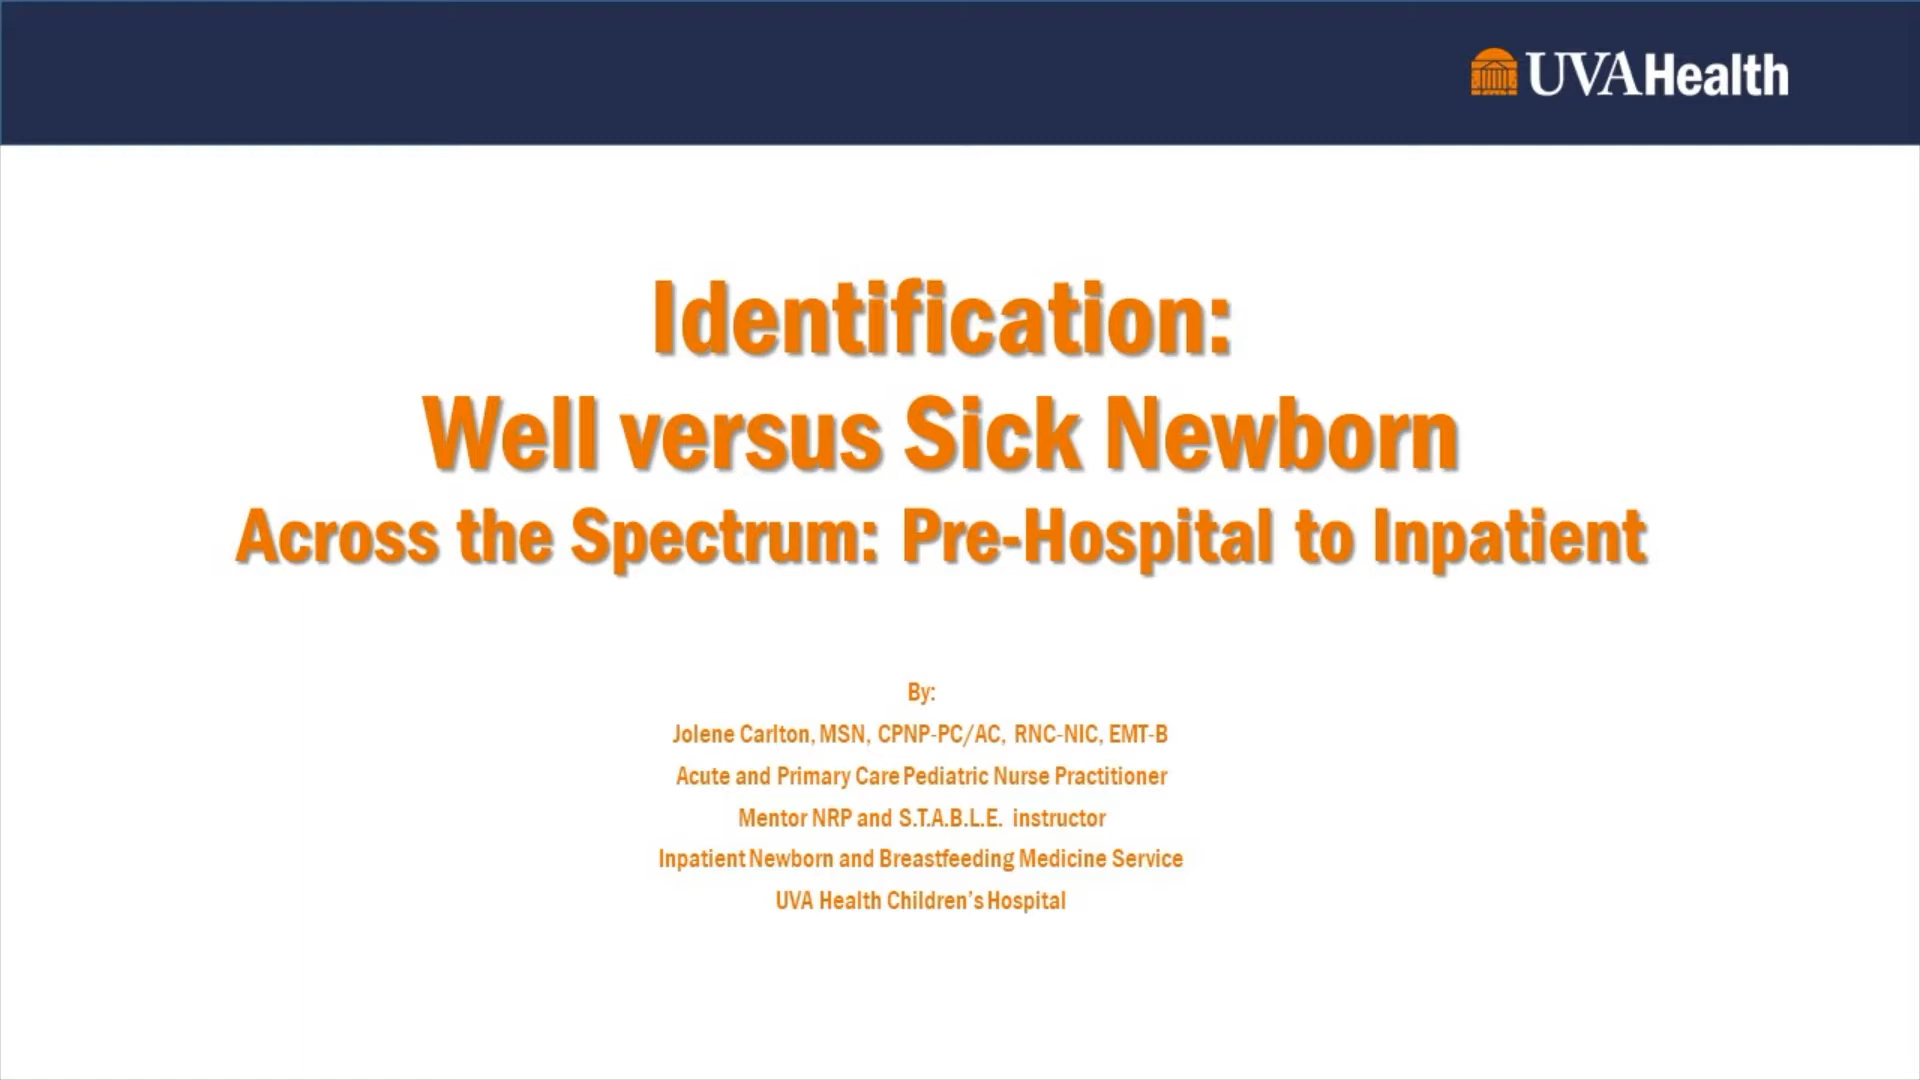 UVAHealth
Identification:
Well versus Sick Newborn
Across the Spectrum: Pre-Hospital to Inpatient
By:
Jolene Carlton, MSN, CPNP-PC/AC, RNC-NIC, EMT-B
Acute and Primary Care Pediatric Nurse Practitioner
Mentor NRP and S.T.A.B.L.E. instructor
Inpatient Newborn and Breastfeeding Medicine Service
UVA Health Children's Hospital